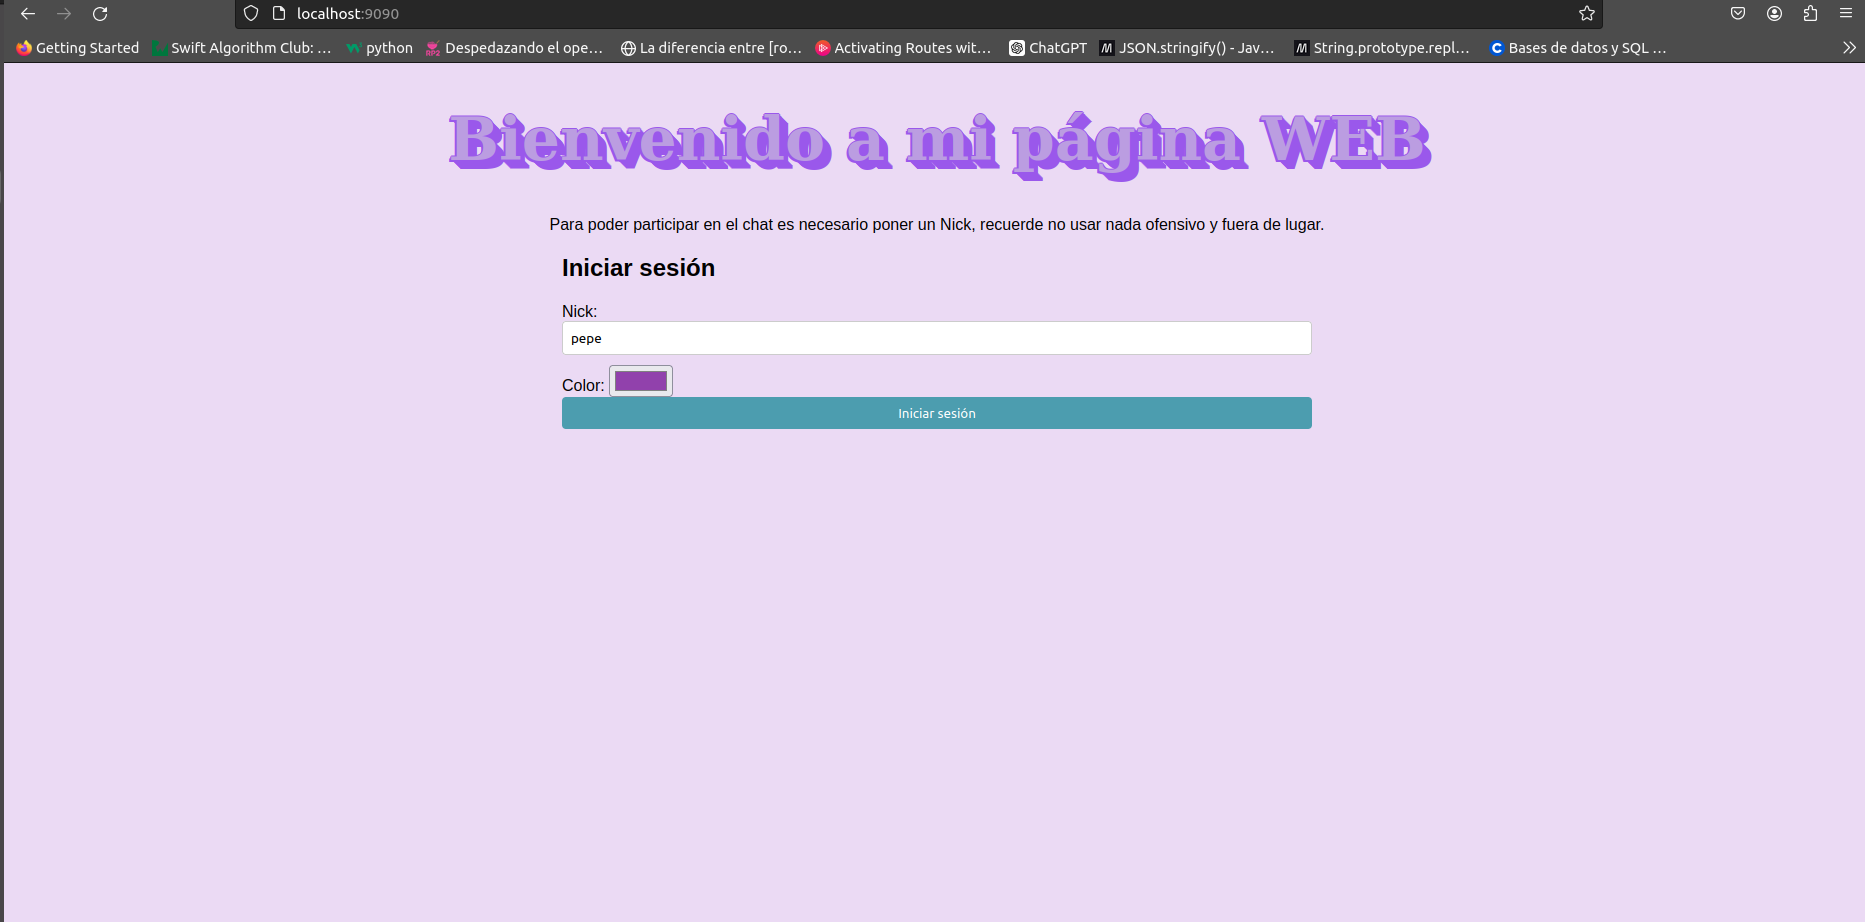 localhost:9090
Getting Started Swift Algorithm Club: ... python Despedazando el ope... La diferencia entre [ro... Activating Routes wit... ChatGPT JSON.stringify() - Jav... String.prototype.repl... Bases de datos y SQL ...
Bienvenido a mi página WEB
Para poder participar en el chat es necesario poner un Nick, recuerde no usar nada ofensivo y fuera de lugar.
Iniciar sesión
Nick:
pepe
Color:
Iniciar sesión